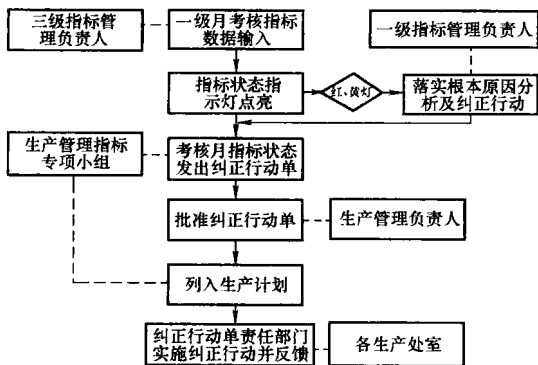 三级指标管
理负责人
一级月考核指标
数据输入
一级指标管理负责人
指标状态指
示灯点亮
红、黄灯
落实根本原因分
析及纠正行动
生产管理指标
专项小组
考核月指标状态
发出纠正行动单
批准纠正行动单
生产管理负责人
列入生产计划
纠正行动单责任部门
实施纠正行动并反馈
各生产处室